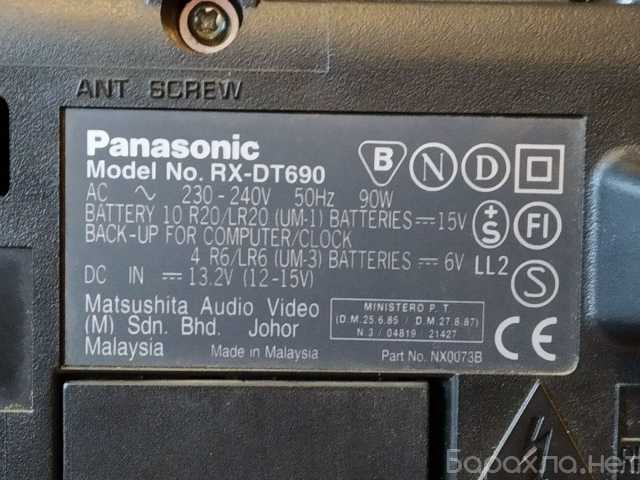 ANT SCREW
Panasonic
Model No. RX-DT690
AC ~ 230-240V 50Hz 90W
BATTERY 10 R20/LR20 (UM-1) BATTERIES ⎓ 15V
BACK-UP FOR COMPUTER/CLOCK
4 R6/LR6 (UM-3) BATTERIES ⎓ 6V
DC IN ⎓ 13.2V (12-15V)
B N D
+S FI
LL2 S
Matsushita Audio Video
(M) Sdn. Bhd. Johor
Malaysia Made in Malaysia
MINISTERO P. T.
(D.M.25.6.85 / D.M.27.8.87)
N.3 / 04819 21427
CE
Part No. NX0073B
Барахла.нет